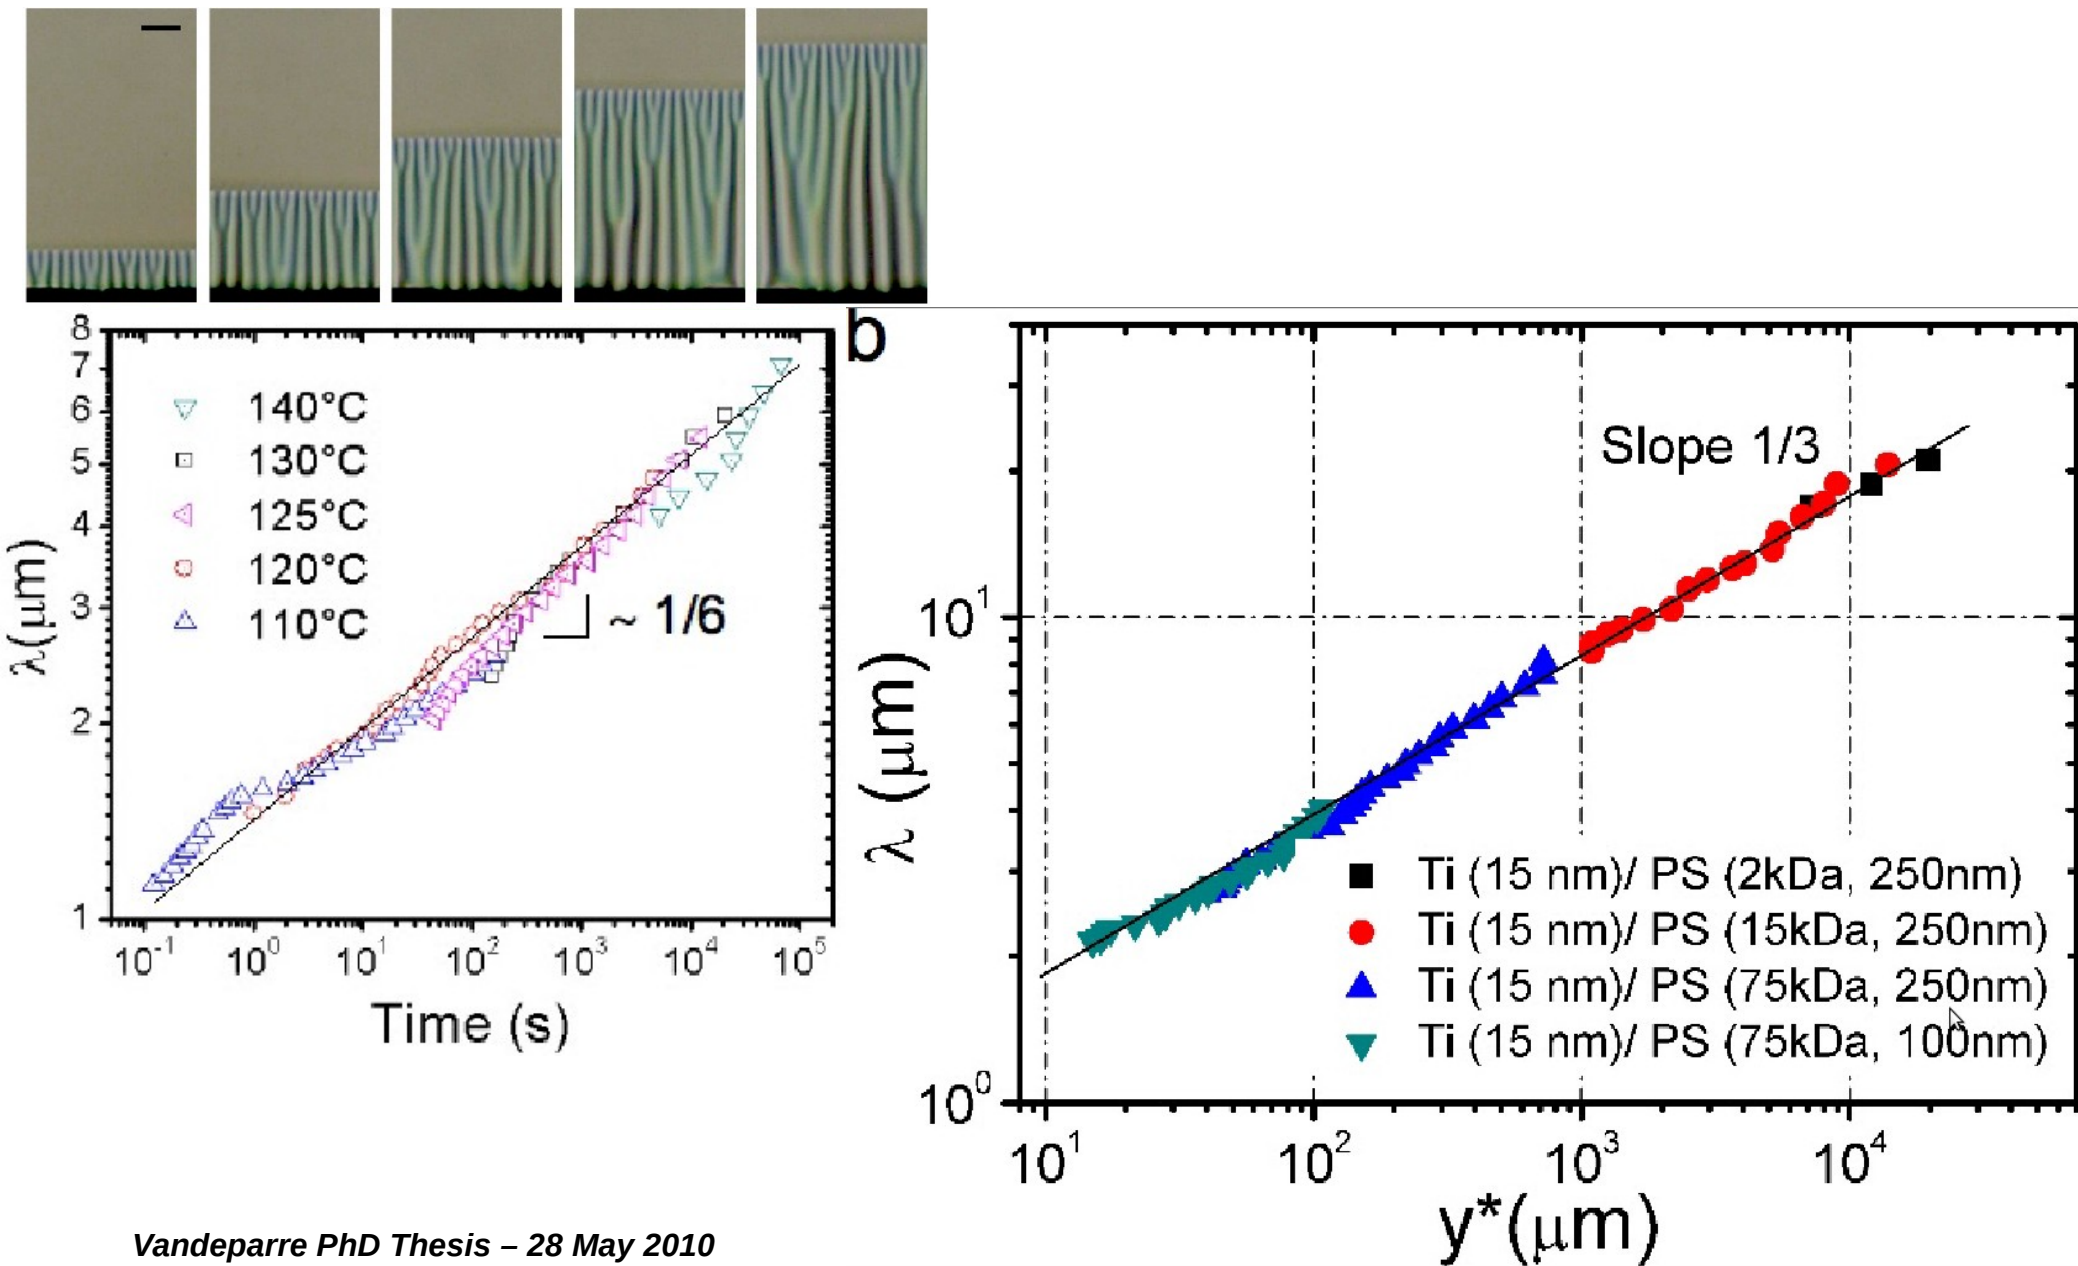 8
7
6
5
4
3
2
1
λ(μm)
140°C
130°C
125°C
120°C
110°C
~ 1/6
10⁻¹ 10⁰ 10¹ 10² 10³ 10⁴ 10⁵
Time (s)
b
Slope 1/3
10¹
10⁰
λ (μm)
Ti (15 nm)/ PS (2kDa, 250nm)
Ti (15 nm)/ PS (15kDa, 250nm)
Ti (15 nm)/ PS (75kDa, 250nm)
Ti (15 nm)/ PS (75kDa, 100nm)
10¹ 10² 10³ 10⁴
y*(μm)
Vandeparre PhD Thesis – 28 May 2010